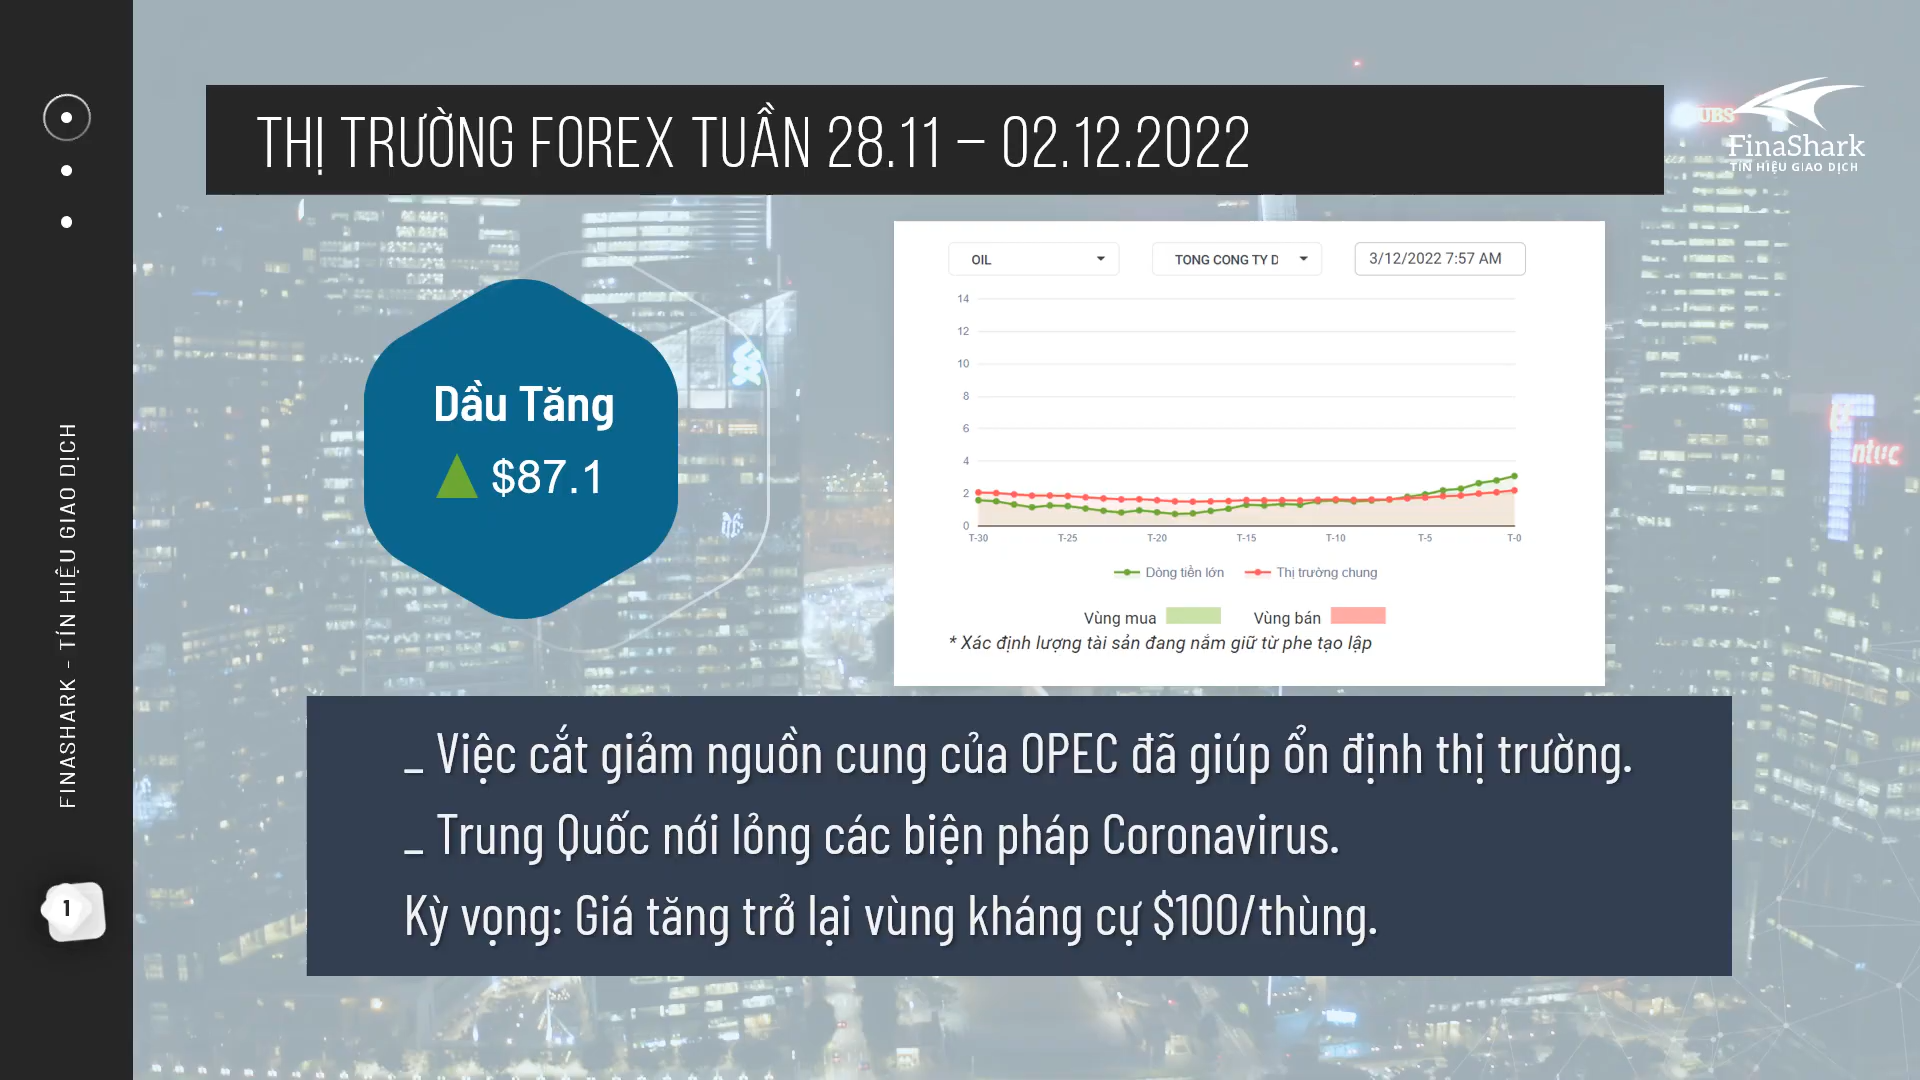 THỊ TRƯỜNG FOREX TUẦN 28.11 – 02.12.2022
UBS
FinaShark
TÍN HIỆU GIAO DỊCH
OIL
TONG CONG TY D
3/12/2022 7:57 AM
14
12
10
8
6
4
2
0
T-30 T-25 T-20 T-15 T-10 T-5 T-0
Dòng tiền lớn Thị trường chung
Vùng mua Vùng bán
* Xác định lượng tài sản đang nắm giữ từ phe tạo lập
Dầu Tăng
$87.1
ntuc
_ Việc cắt giảm nguồn cung của OPEC đã giúp ổn định thị trường.
_ Trung Quốc nới lỏng các biện pháp Coronavirus.
Kỳ vọng: Giá tăng trở lại vùng kháng cự $100/thùng.
FINASHARK - TÍN HIỆU GIAO DỊCH
1